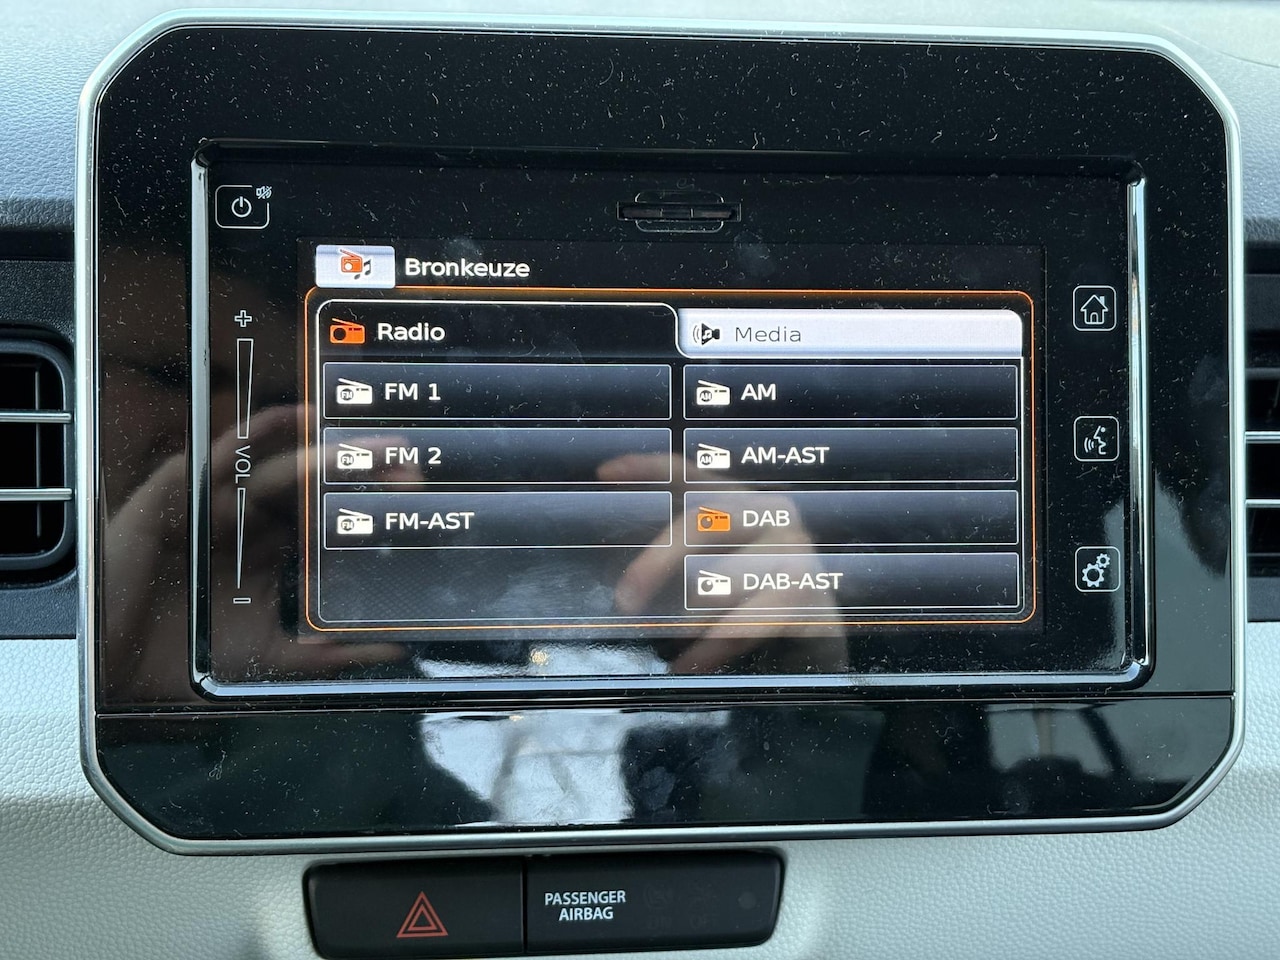 Bronkeuze
Radio
Media
FM 1
AM
FM 2
AM-AST
FM-AST
DAB
DAB-AST
+
VOL
−
PASSENGER
AIRBAG